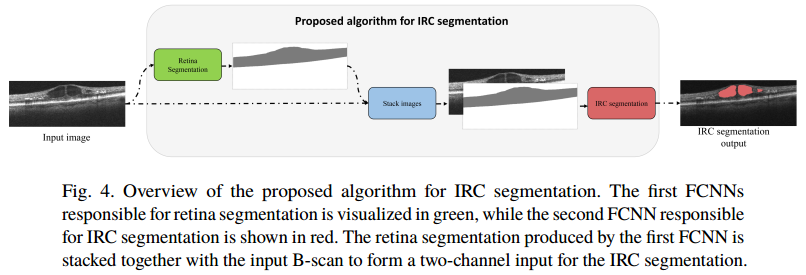 Proposed algorithm for IRC segmentation
Retina
Segmentation
Stack images
IRC segmentation
Input image
IRC segmentation
output
Fig. 4. Overview of the proposed algorithm for IRC segmentation. The first FCNNs
responsible for retina segmentation is visualized in green, while the second FCNN responsible
for IRC segmentation is shown in red. The retina segmentation produced by the first FCNN is
stacked together with the input B-scan to form a two-channel input for the IRC segmentation.